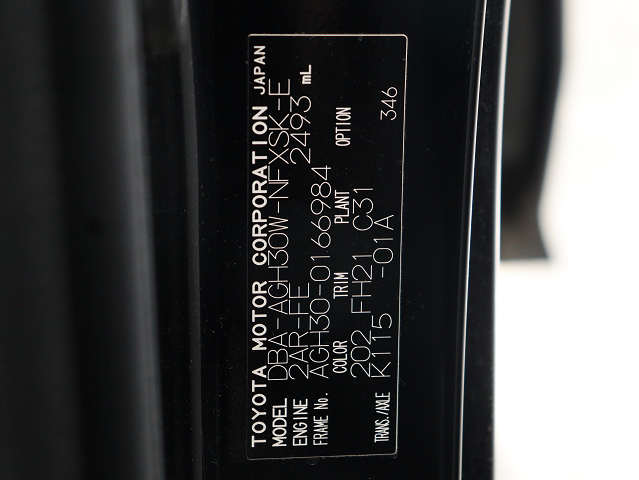 TOYOTA MOTOR CORPORATION JAPAN
MODEL DBA-AGH30W-NFXSK-E
ENGINE 2AR-FE 2493 mL
FRAME No. AGH30-0166984
COLOR TRIM PLANT OPTION
202 FH21 C31 346
TRANS./AXLE K115 -01A